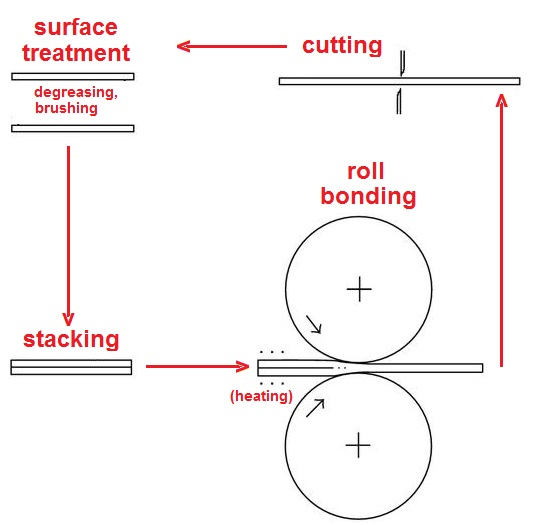 surface
treatment
cutting
degreasing,
brushing
roll
bonding
stacking
(heating)